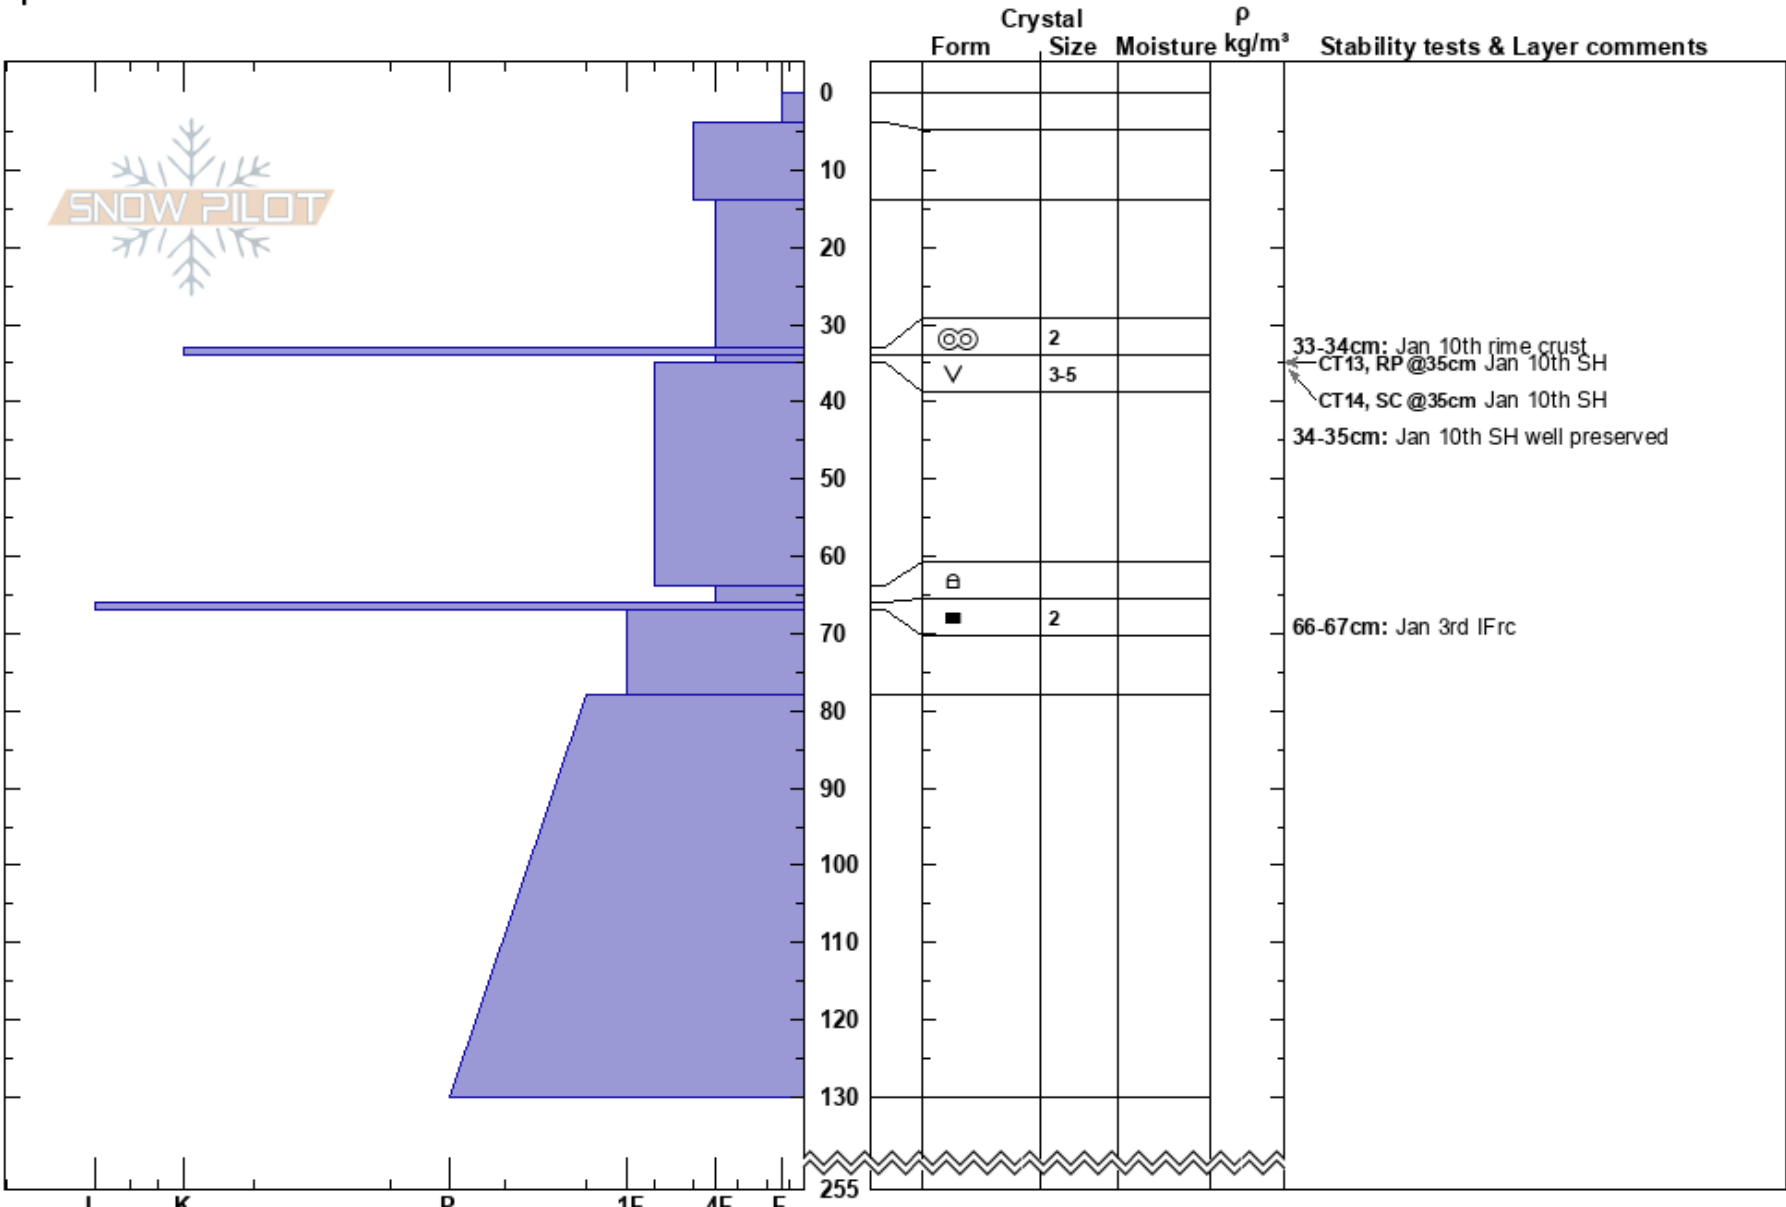 Crystal ρ
Form Size Moisture kg/m³ Stability tests & Layer comments
0
SNOW PILOT
10
20
30
2
33-34cm: Jan 10th rime crust
CT13, RP @35cm Jan 10th SH
3-5
40
CT14, SC @35cm Jan 10th SH
34-35cm: Jan 10th SH well preserved
50
60
2
66-67cm: Jan 3rd IFrc
70
80
90
100
110
120
130
255
I K P 1F 4F F